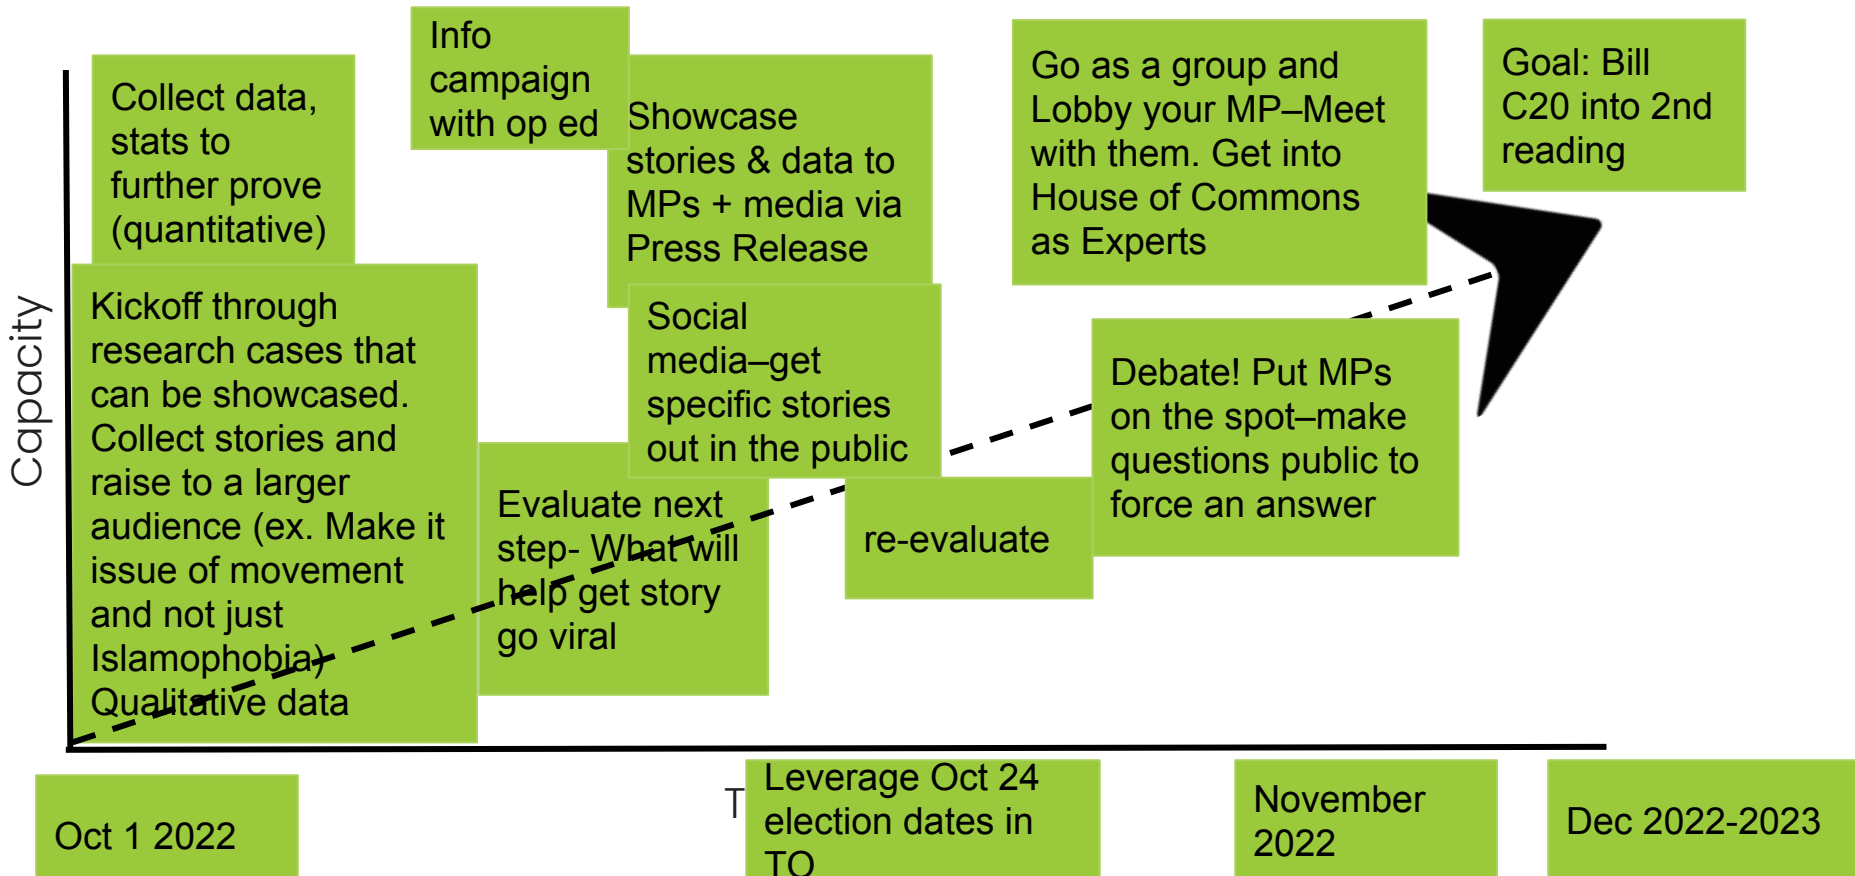 Info
campaign
with op ed
Collect data,
stats to
further prove
(quantitative)
Showcase
stories & data to
MPs + media via
Press Release
Go as a group and
Lobby your MP–Meet
with them. Get into
House of Commons
as Experts
Goal: Bill
C20 into 2nd
reading
Capacity
Kickoff through
research cases that
can be showcased.
Collect stories and
raise to a larger
audience (ex. Make it
issue of movement
and not just
Islamophobia)
Qualitative data
Social
media–get
specific stories
out in the public
Evaluate next
step- What will
help get story
go viral
re-evaluate
Debate! Put MPs
on the spot–make
questions public to
force an answer
Oct 1 2022
T
Leverage Oct 24
election dates in
TO
November
2022
Dec 2022-2023